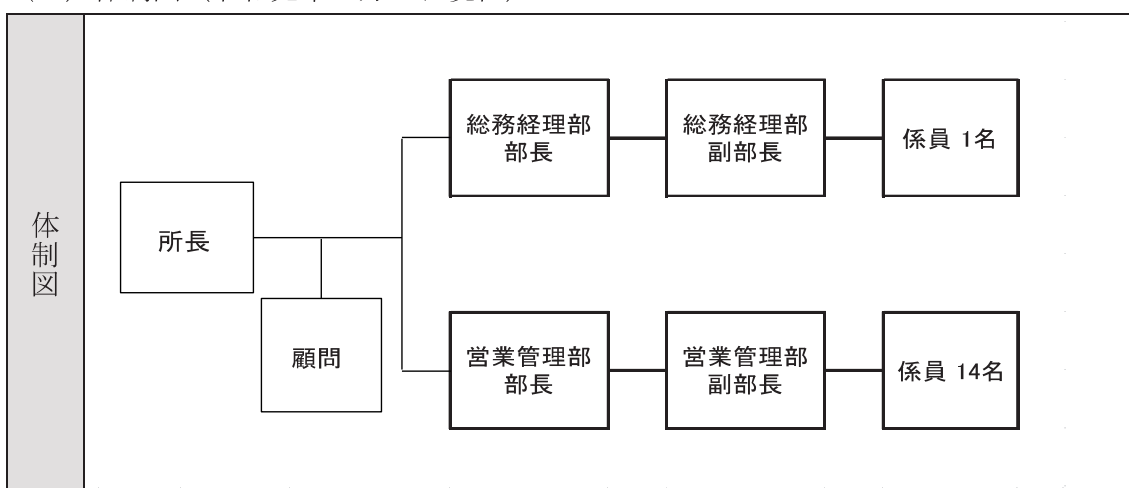 体制図
総務経理部
部長
総務経理部
副部長
係員 1名
所長
顧問
営業管理部
部長
営業管理部
副部長
係員 14名